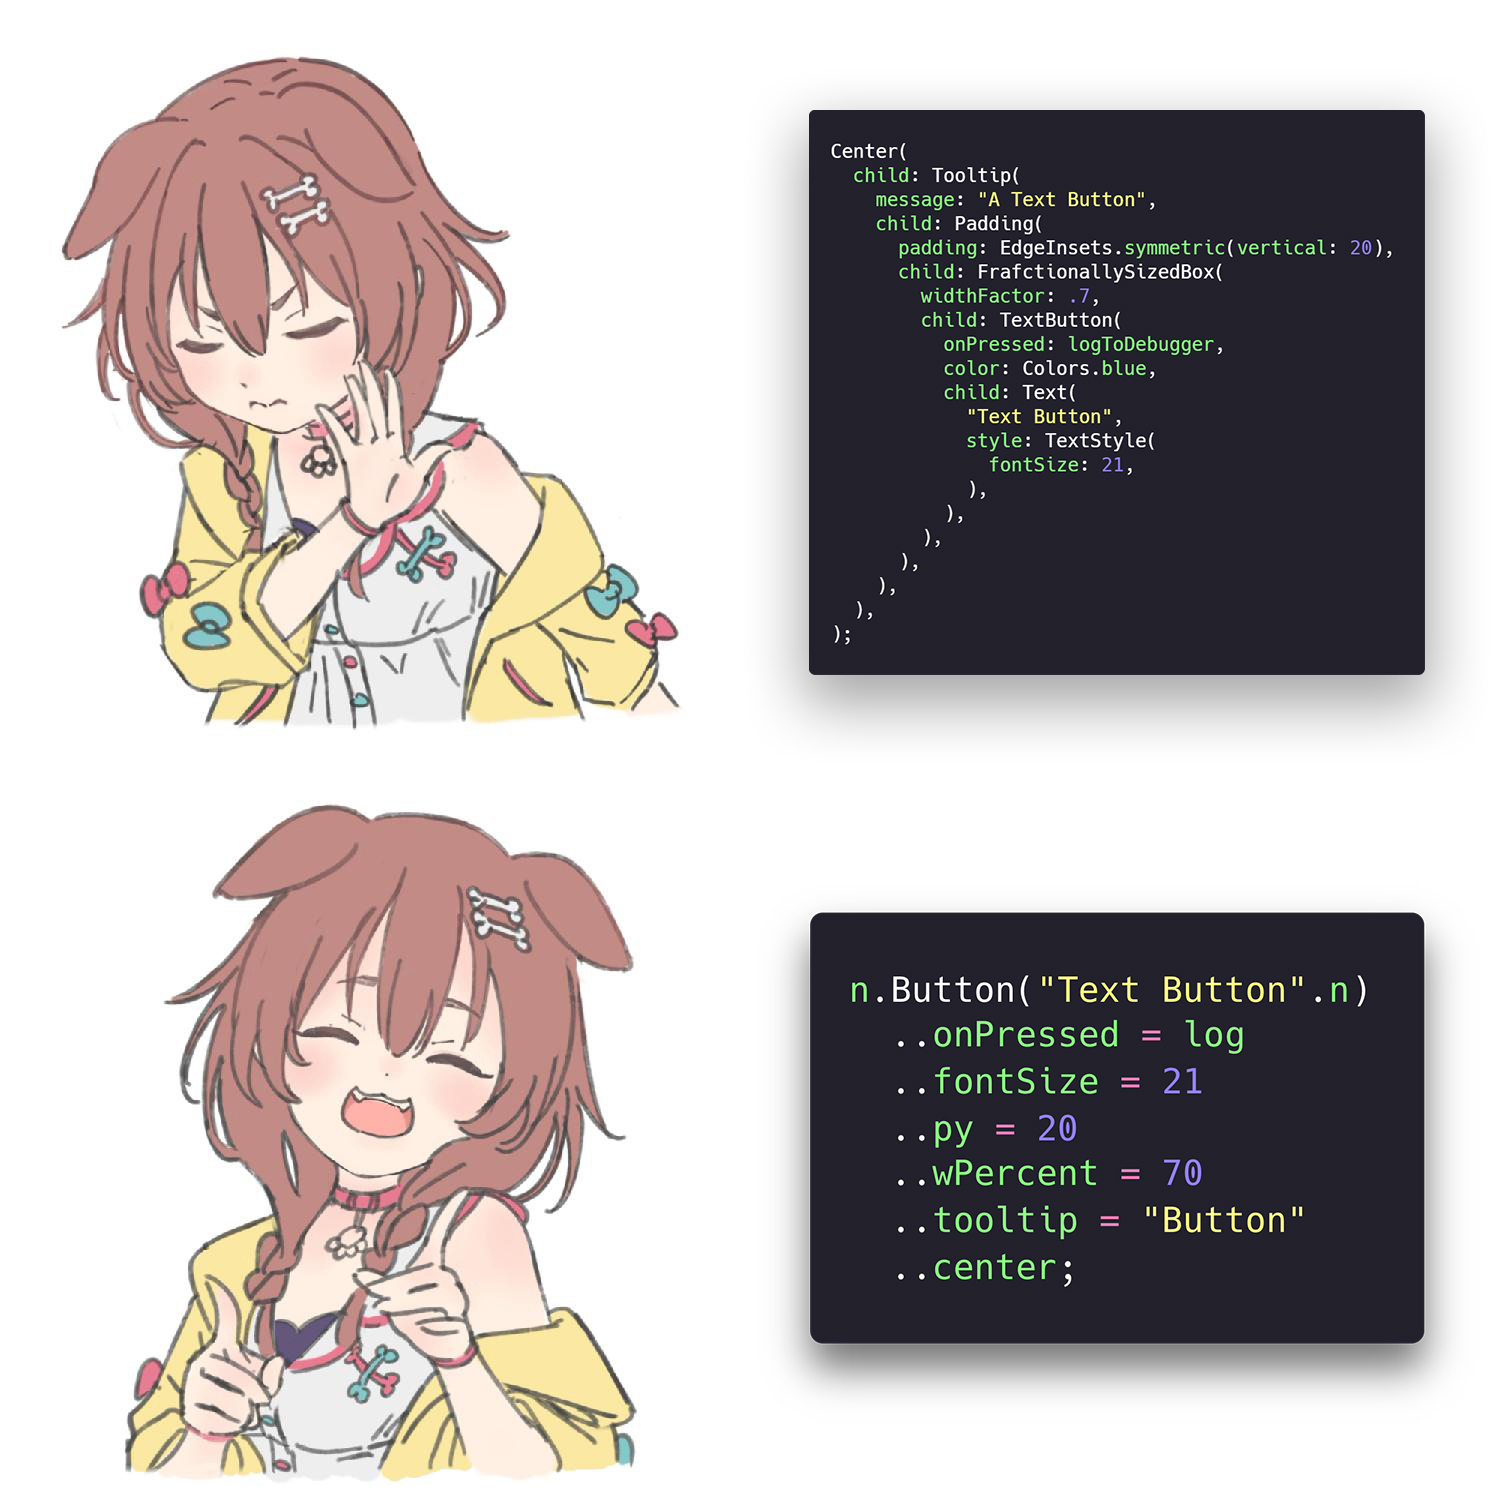 Center(
  child: Tooltip(
    message: "A Text Button",
    child: Padding(
      padding: EdgeInsets.symmetric(vertical: 20),
      child: FrafctionallySizedBox(
        widthFactor: .7,
        child: TextButton(
          onPressed: logToDebugger,
          color: Colors.blue,
          child: Text(
            "Text Button",
            style: TextStyle(
              fontSize: 21,
            ),
          ),
        ),
      ),
    ),
  ),
);
n.Button("Text Button".n)
  ..onPressed = log
  ..fontSize = 21
  ..py = 20
  ..wPercent = 70
  ..tooltip = "Button"
  ..center;